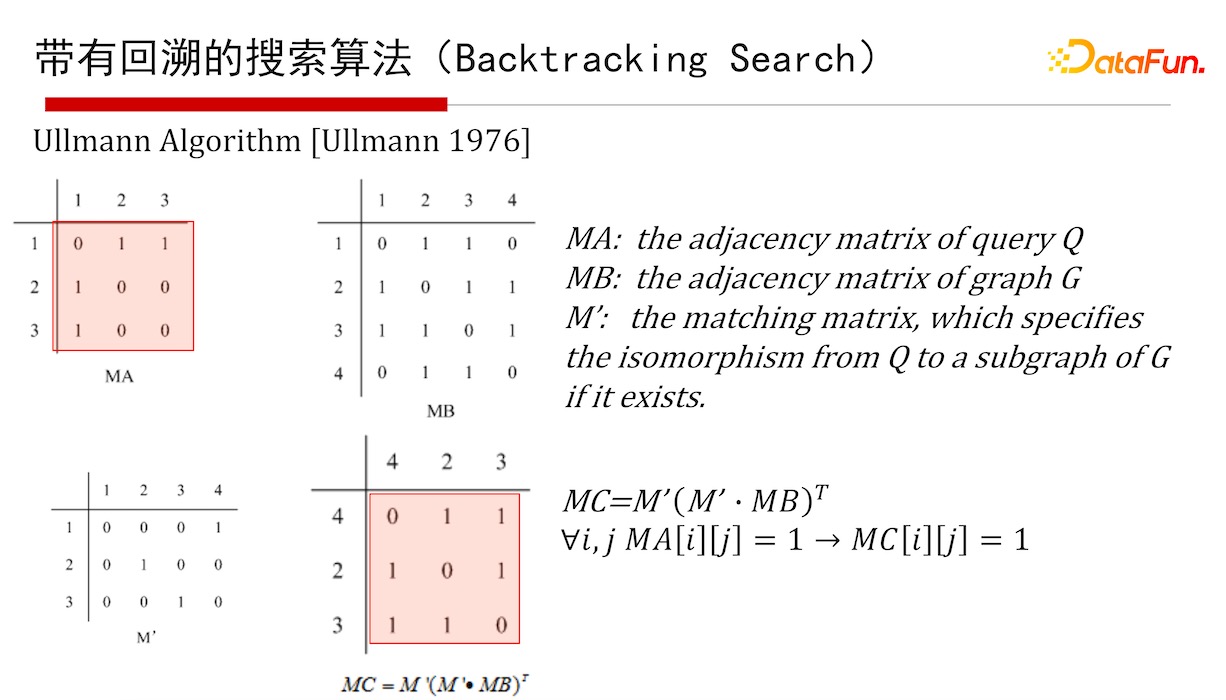 带有回溯的搜索算法（Backtracking Search）
DataFun.
Ullmann Algorithm [Ullmann 1976]
1 2 3
1 0 1 1
2 1 0 0
3 1 0 0
MA
1 2 3 4
1 0 1 1 0
2 1 0 1 1
3 1 1 0 1
4 0 1 1 0
MB
MA: the adjacency matrix of query Q
MB: the adjacency matrix of graph G
M’: the matching matrix, which specifies
the isomorphism from Q to a subgraph of G
if it exists.
1 2 3 4
1 0 0 0 1
2 0 1 0 0
3 0 0 1 0
M’
4 2 3
4 0 1 1
2 1 0 1
3 1 1 0
MC = M '(M '• MB)ᵀ
MC=M’(M’ · MB)ᵀ
∀i,j MA[i][j] = 1 → MC[i][j] = 1